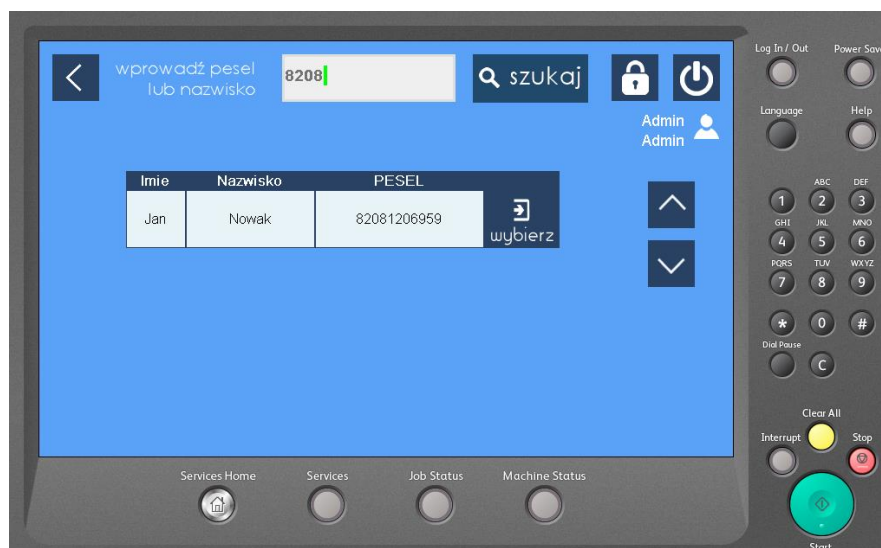 wprowadź pesel
lub nazwisko
8208
szukaj
Admin
Admin
Imie Nazwisko PESEL
Jan Nowak 82081206959
wybierz
Log In / Out Power Sav
Language Help
ABC DEF
1 2 3
GHI JKL MNO
4 5 6
PQRS TUV WXYZ
7 8 9
* 0 #
Dial Pause
C
Clear All
Interrupt Stop
Services Home Services Job Status Machine Status
Start